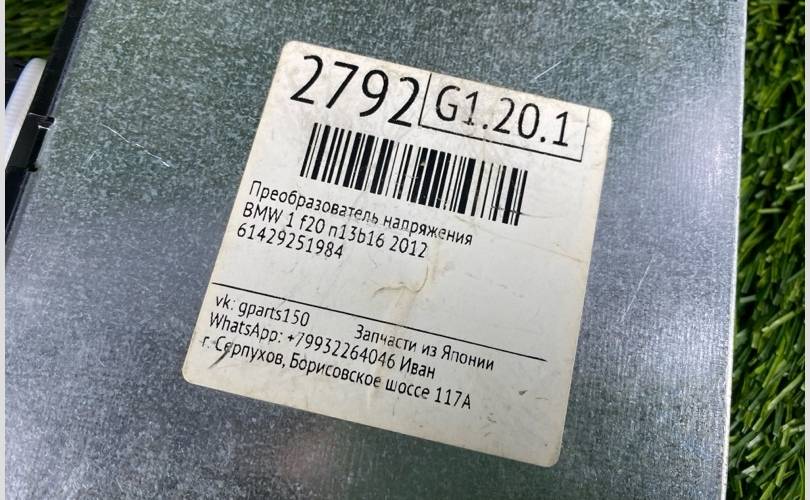 2792 G1.20.1
Преобразователь напряжения
BMW 1 f20 n13b16 2012
61429251984
vk: gparts150 Запчасти из Японии
WhatsApp: +79932264046 Иван
г. Серпухов, Борисовское шоссе 117А